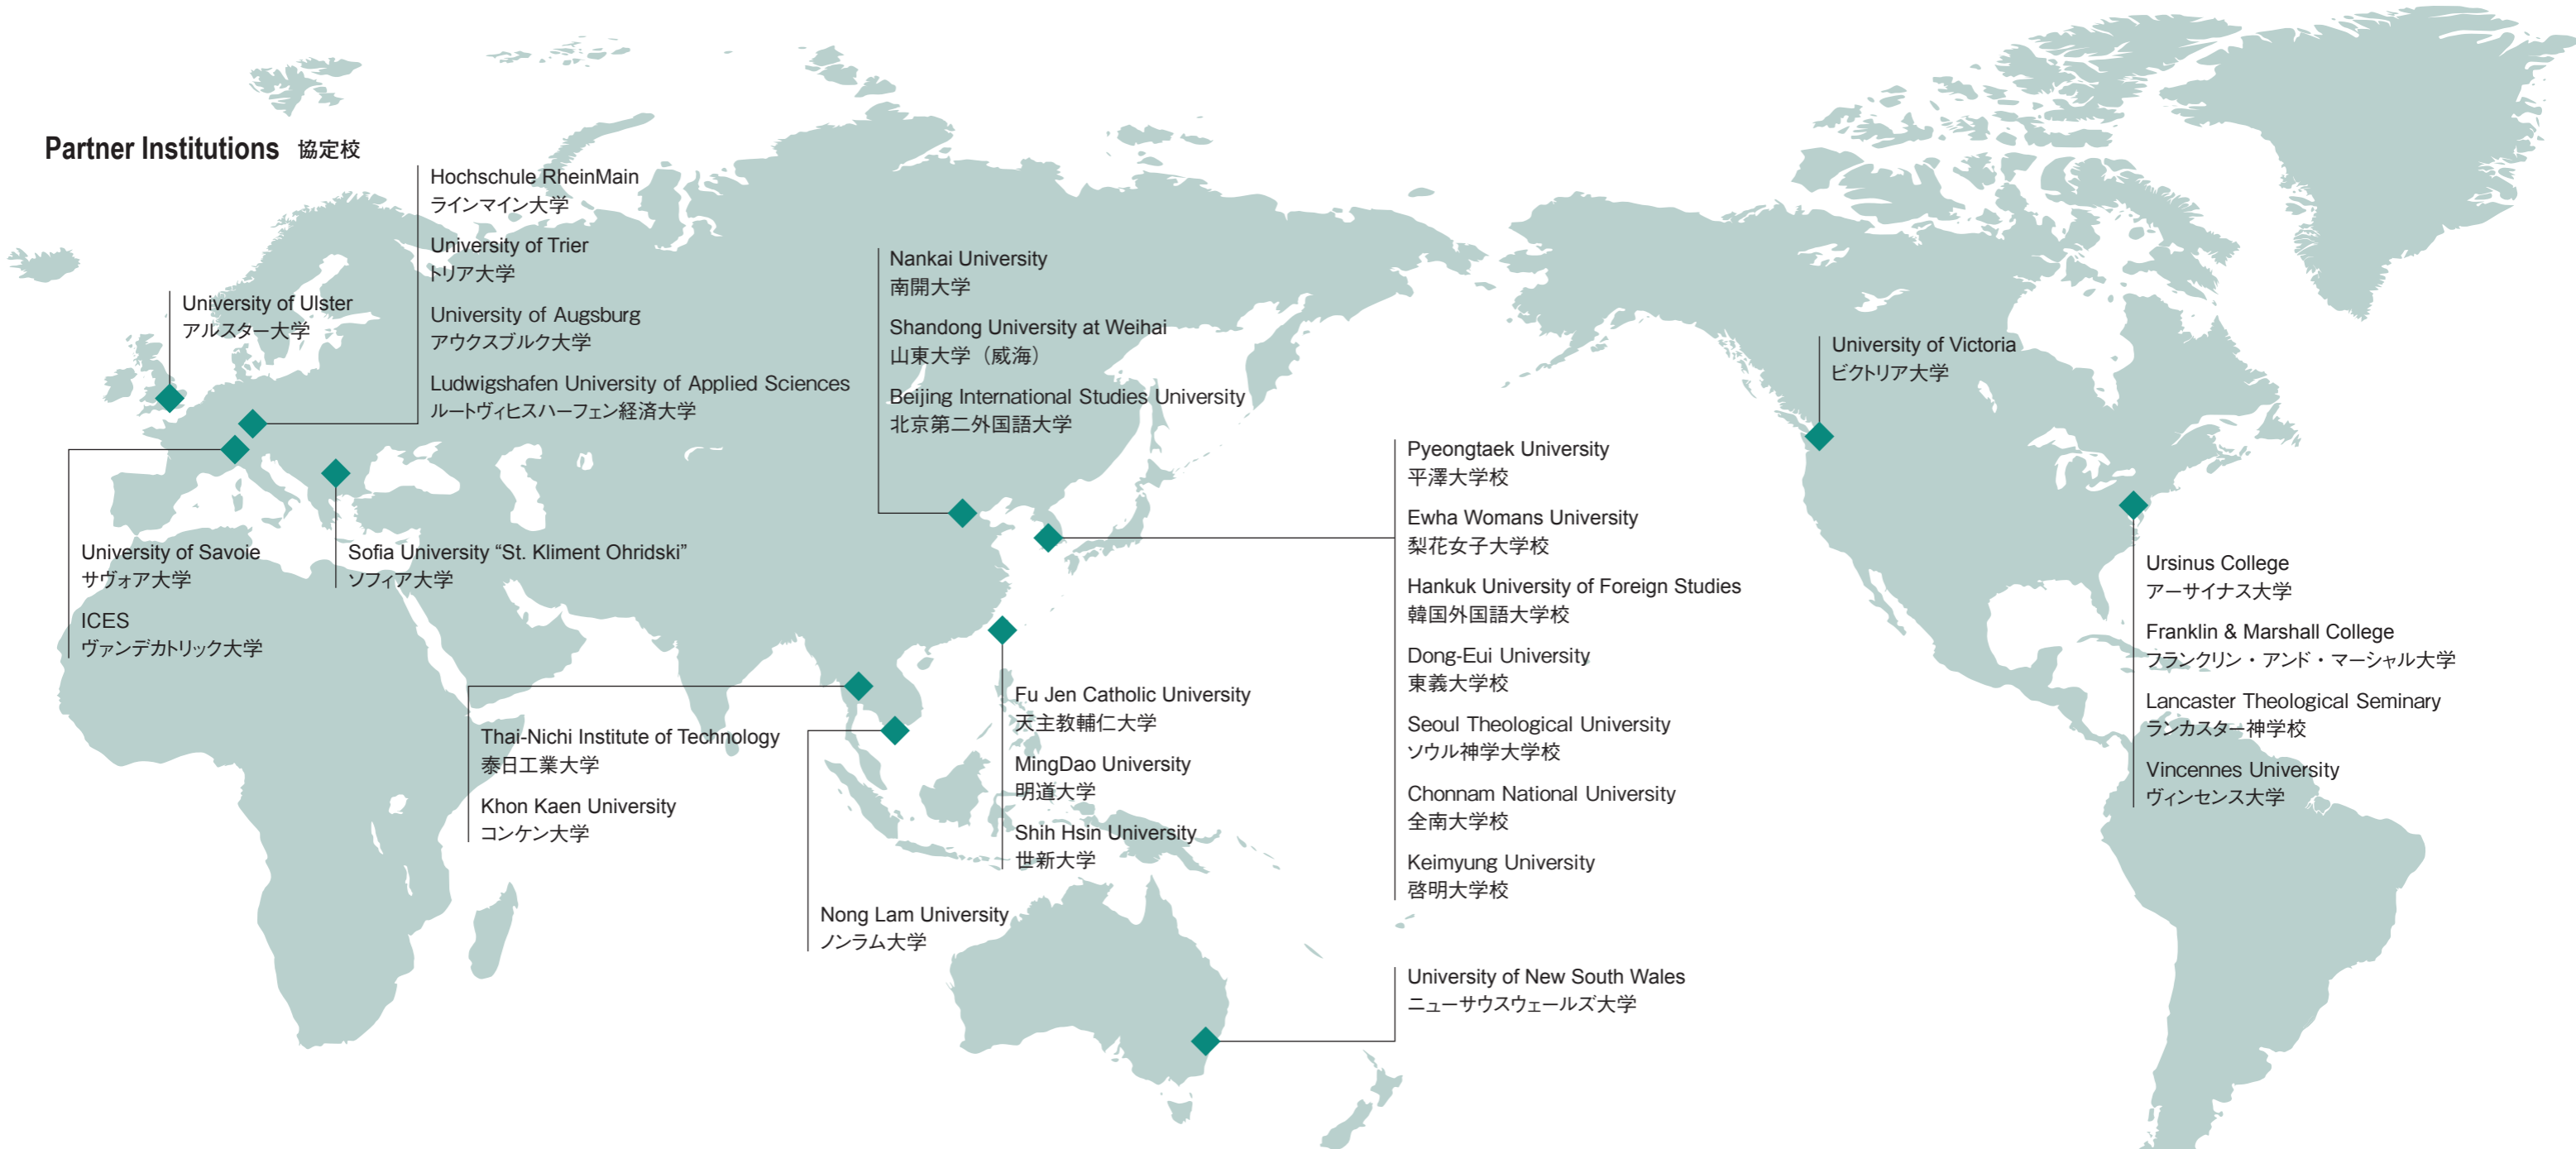 Partner Institutions 協定校
Hochschule RheinMain
ラインマイン大学
University of Trier
トリア大学
University of Augsburg
アウクスブルク大学
Ludwigshafen University of Applied Sciences
ルートヴィヒスハーフェン経済大学
University of Ulster
アルスター大学
University of Savoie
サヴォア大学
ICES
ヴァンデカトリック大学
Sofia University “St. Kliment Ohridski”
ソフィア大学
Nankai University
南開大学
Shandong University at Weihai
山東大学（威海）
Beijing International Studies University
北京第二外国語大学
Thai-Nichi Institute of Technology
泰日工業大学
Khon Kaen University
コンケン大学
Nong Lam University
ノンラム大学
Fu Jen Catholic University
天主教輔仁大学
MingDao University
明道大学
Shih Hsin University
世新大学
Pyeongtaek University
平澤大学校
Ewha Womans University
梨花女子大学校
Hankuk University of Foreign Studies
韓国外国語大学校
Dong-Eui University
東義大学校
Seoul Theological University
ソウル神学大学校
Chonnam National University
全南大学校
Keimyung University
啓明大学校
University of New South Wales
ニューサウスウェールズ大学
University of Victoria
ビクトリア大学
Ursinus College
アーサイナス大学
Franklin & Marshall College
フランクリン・アンド・マーシャル大学
Lancaster Theological Seminary
ランカスター神学校
Vincennes University
ヴィンセンス大学